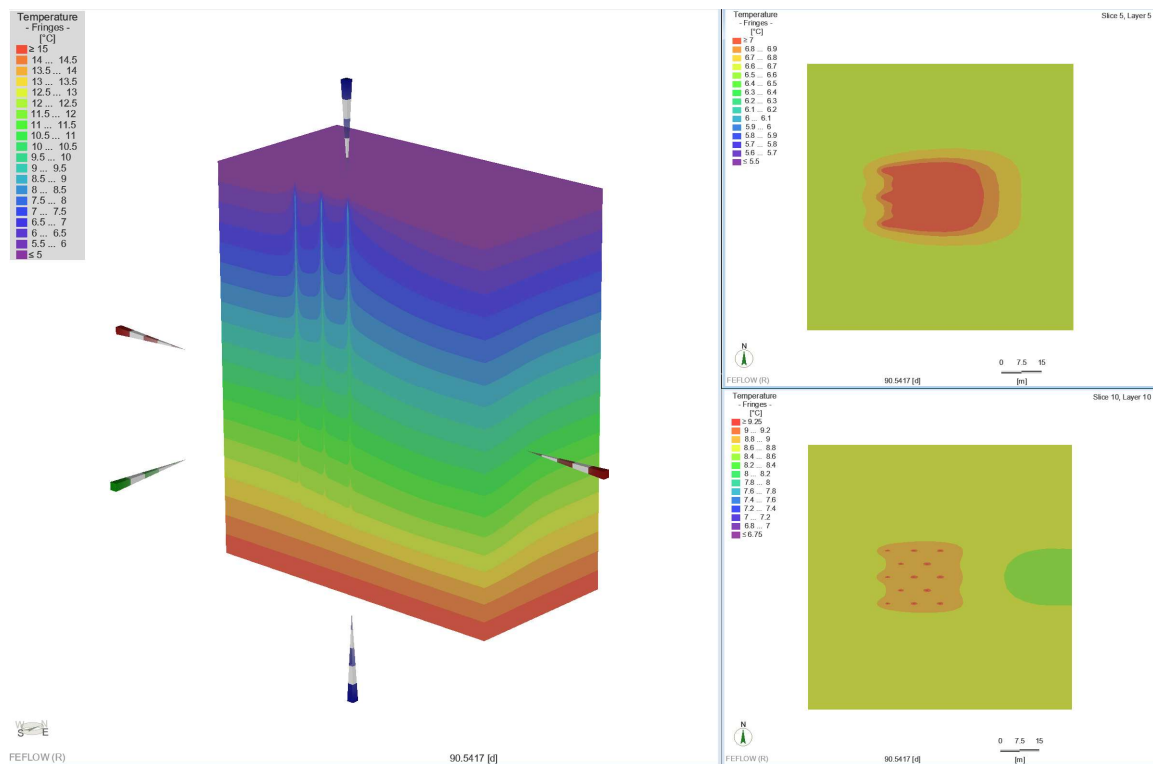 Temperature
- Fringes -
[°C]
≥ 15
14 ... 14.5
13.5 ... 14
13 ... 13.5
12.5 ... 13
12 ... 12.5
11.5 ... 12
11 ... 11.5
10.5 ... 11
10 ... 10.5
9.5 ... 10
9 ... 9.5
8.5 ... 9
8 ... 8.5
7.5 ... 8
7 ... 7.5
6.5 ... 7
6 ... 6.5
5.5 ... 6
≤ 5
W N
S E
FEFLOW (R)
90.5417 [d]
Temperature
- Fringes -
[°C]
≥ 7
6.8 ... 6.9
6.7 ... 6.8
6.6 ... 6.7
6.5 ... 6.6
6.4 ... 6.5
6.3 ... 6.4
6.2 ... 6.3
6.1 ... 6.2
6 ... 6.1
5.9 ... 6
5.8 ... 5.9
5.7 ... 5.8
5.6 ... 5.7
≤ 5.5
Slice 5, Layer 5
N
0 7.5 15
FEFLOW (R)
90.5417 [d]
[m]
Temperature
- Fringes -
[°C]
≥ 9.25
9 ... 9.2
8.8 ... 9
8.6 ... 8.8
8.4 ... 8.6
8.2 ... 8.4
8 ... 8.2
7.8 ... 8
7.6 ... 7.8
7.4 ... 7.6
7.2 ... 7.4
7 ... 7.2
6.8 ... 7
≤ 6.75
Slice 10, Layer 10
N
0 7.5 15
FEFLOW (R)
90.5417 [d]
[m]